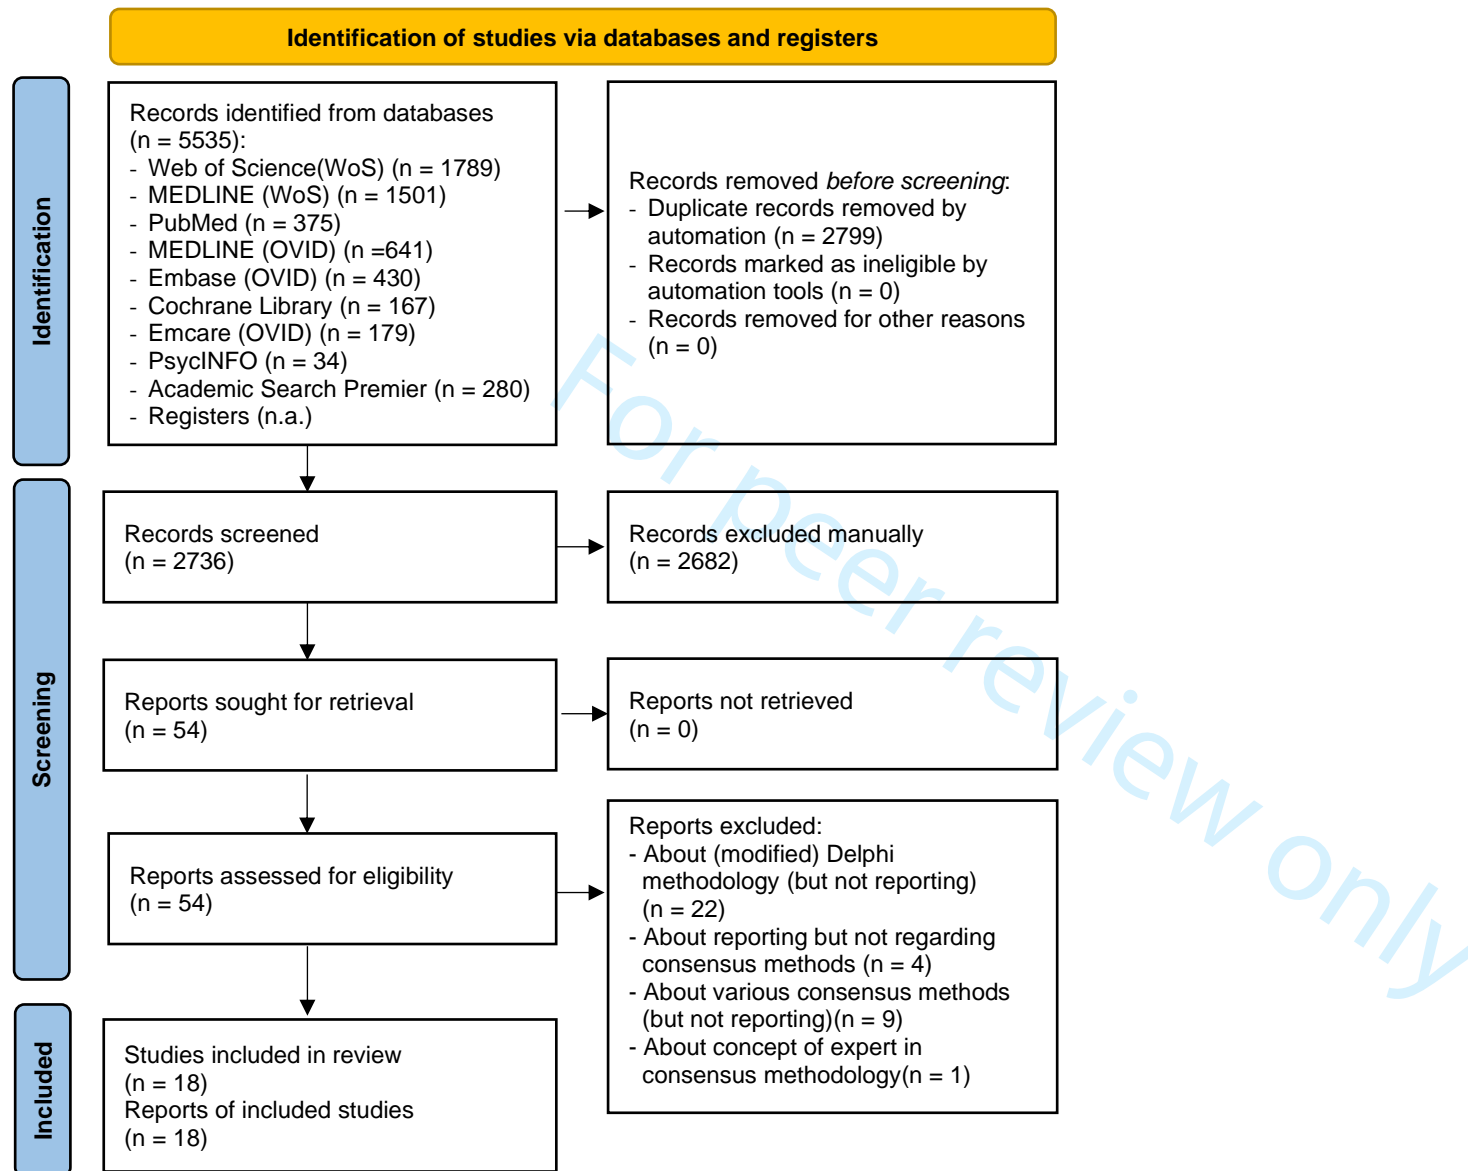 Identification of studies via databases and registers
Identification
Records identified from databases
(n = 5535):
- Web of Science(WoS) (n = 1789)
- MEDLINE (WoS) (n = 1501)
- PubMed (n = 375)
- MEDLINE (OVID) (n =641)
- Embase (OVID) (n = 430)
- Cochrane Library (n = 167)
- Emcare (OVID) (n = 179)
- PsycINFO (n = 34)
- Academic Search Premier (n = 280)
- Registers (n.a.)
Records removed before screening:
- Duplicate records removed by
automation (n = 2799)
- Records marked as ineligible by
automation tools (n = 0)
- Records removed for other reasons
(n = 0)
Screening
Records screened
(n = 2736)
Records excluded manually
(n = 2682)
Reports sought for retrieval
(n = 54)
Reports not retrieved
(n = 0)
Reports assessed for eligibility
(n = 54)
Reports excluded:
- About (modified) Delphi
methodology (but not reporting)
(n = 22)
- About reporting but not regarding
consensus methods (n = 4)
- About various consensus methods
(but not reporting)(n = 9)
- About concept of expert in
consensus methodology(n = 1)
Included
Studies included in review
(n = 18)
Reports of included studies
(n = 18)
For peer review only